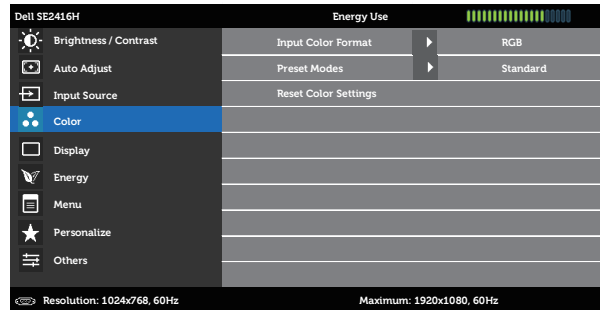 Dell SE2416H Energy Use
Brightness / Contrast Input Color Format RGB
Auto Adjust Preset Modes Standard
Input Source Reset Color Settings
Color
Display
Energy
Menu
Personalize
Others
Resolution: 1024x768, 60Hz Maximum: 1920x1080, 60Hz